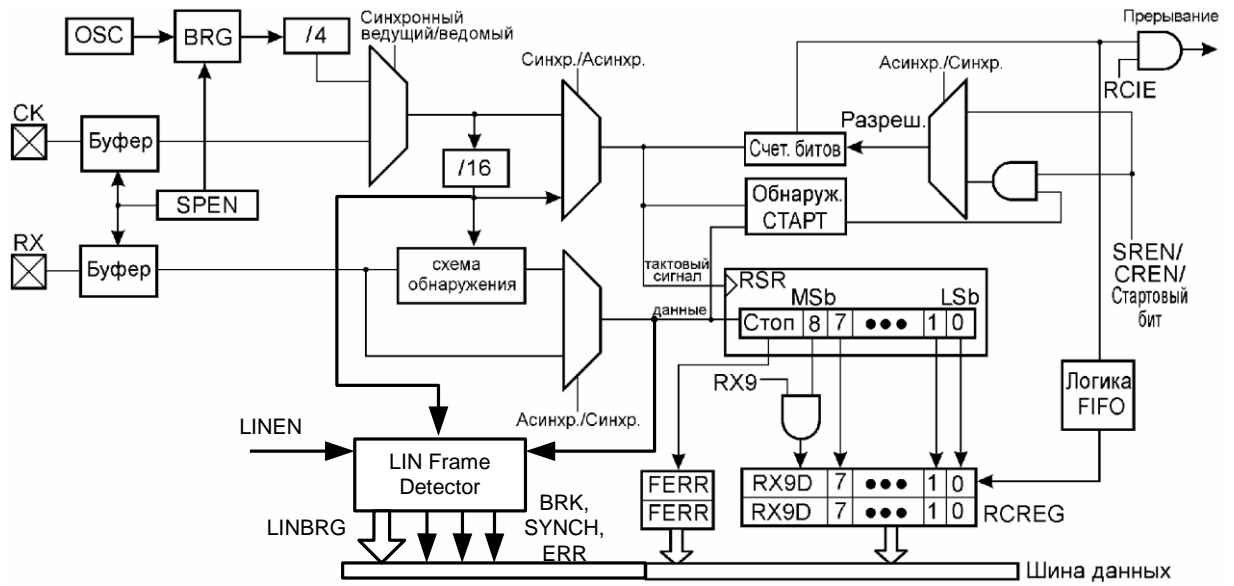 OSC
BRG
/4
Синхронный
ведущий/ведомый
Прерывание
RCIE
Синхр./Асинхр.
Асинхр./Синхр.
CK
Буфер
/16
SPEN
RX
Буфер
Разреш.
Счет. битов
Обнаруж.
СТАРТ
схема
обнаружения
тактовый
сигнал
данные
RSR
MSb
LSb
Стоп 8 7 ●●● 1 0
SREN/
CREN/
Стартовый
бит
RX9
Логика
FIFO
Асинхр./Синхр.
LINEN
LIN Frame
Detector
LINBRG
BRK,
SYNCH,
ERR
FERR
FERR
RX9D 7 ●●● 1 0
RX9D 7 ●●● 1 0
RCREG
Шина данных